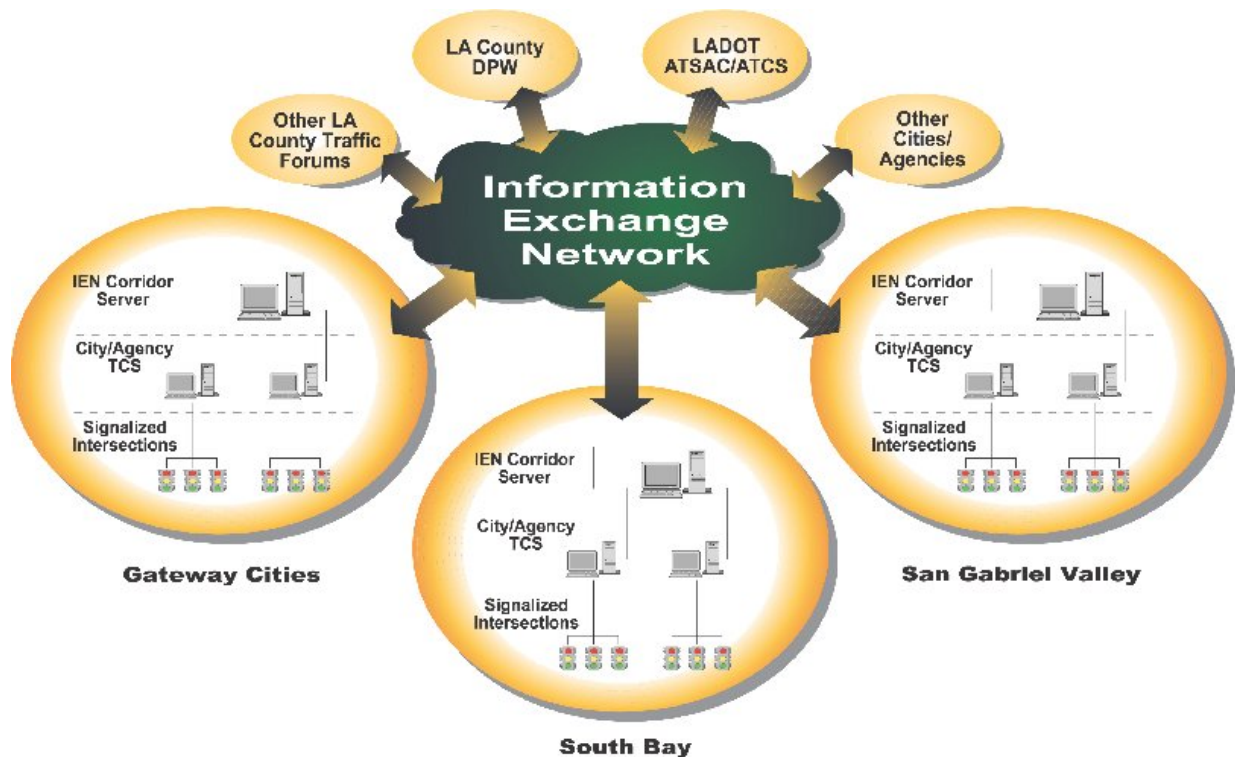 LA County
DPW
LADOT
ATSAC/ATCS
Other LA
County Traffic
Forums
Other
Cities/
Agencies
Information
Exchange
Network
IEN Corridor
Server
City/Agency
TCS
Signalized
Intersections
Gateway Cities
IEN Corridor
Server
City/Agency
TCS
Signalized
Intersections
South Bay
IEN Corridor
Server
City/Agency
TCS
Signalized
Intersections
San Gabriel Valley